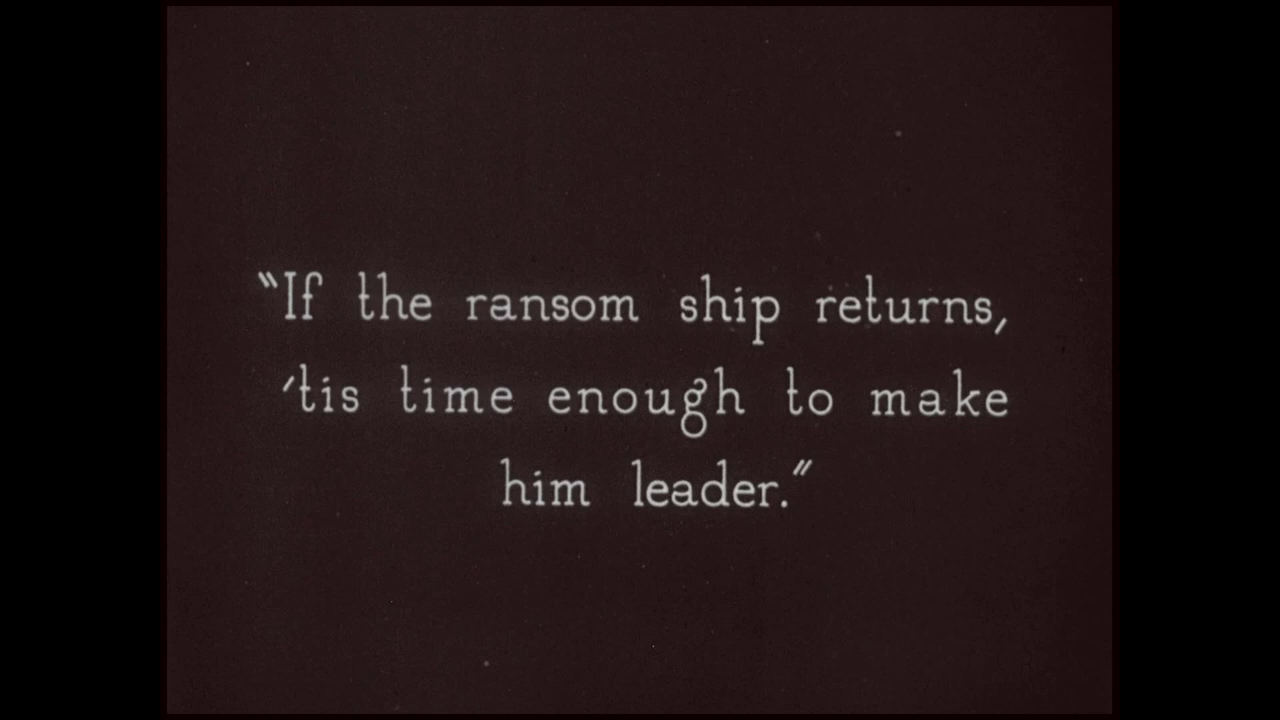 “If the ransom ship returns,
’tis time enough to make
him leader.”